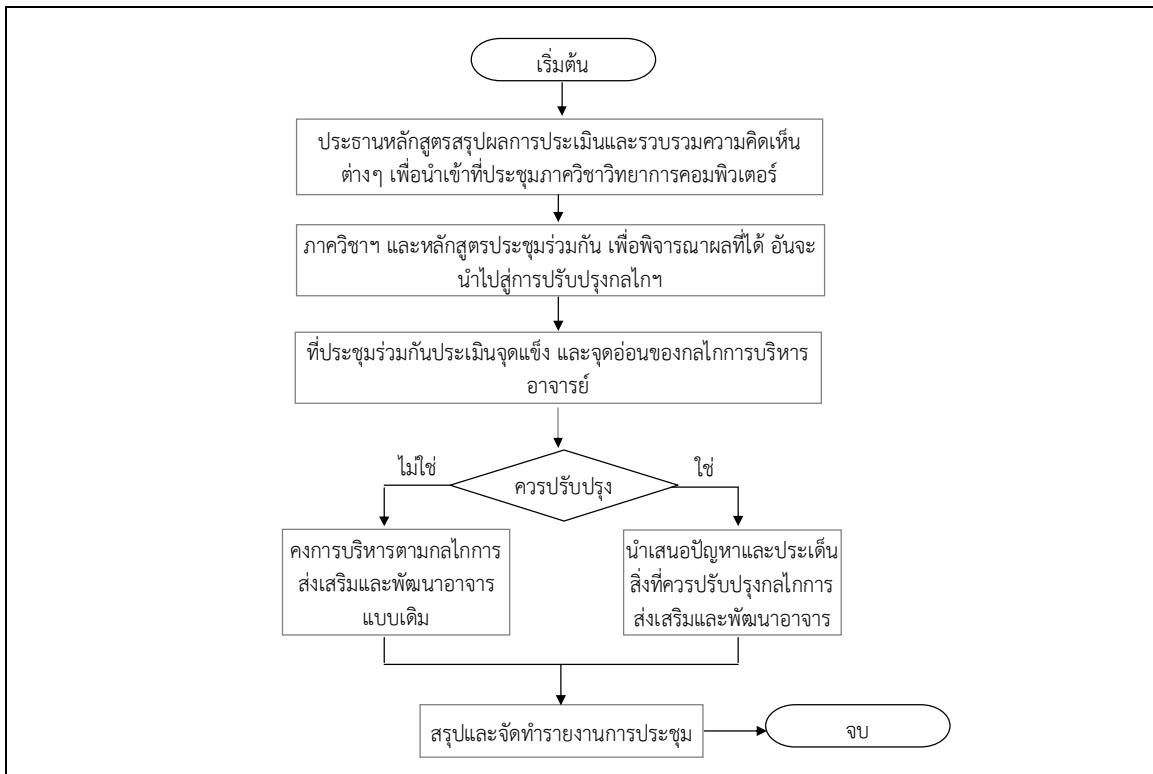 เริ่มต้น
ประธานหลักสูตรสรุปผลการประเมินและรวบรวมความคิดเห็น
ต่างๆ เพื่อนำเข้าที่ประชุมภาควิชาวิทยาการคอมพิวเตอร์
ภาควิชาฯ และหลักสูตรประชุมร่วมกัน เพื่อพิจารณาผลที่ได้ อันจะ
นำไปสู่การปรับปรุงกลไกฯ
ที่ประชุมร่วมกันประเมินจุดแข็ง และจุดอ่อนของกลไกการบริหาร
อาจารย์
ไม่ใช่
ควรปรับปรุง
ใช่
คงการบริหารตามกลไกการ
ส่งเสริมและพัฒนาอาจาร
แบบเดิม
นำเสนอปัญหาและประเด็น
สิ่งที่ควรปรับปรุงกลไกการ
ส่งเสริมและพัฒนาอาจาร
สรุปและจัดทำรายงานการประชุม
จบ